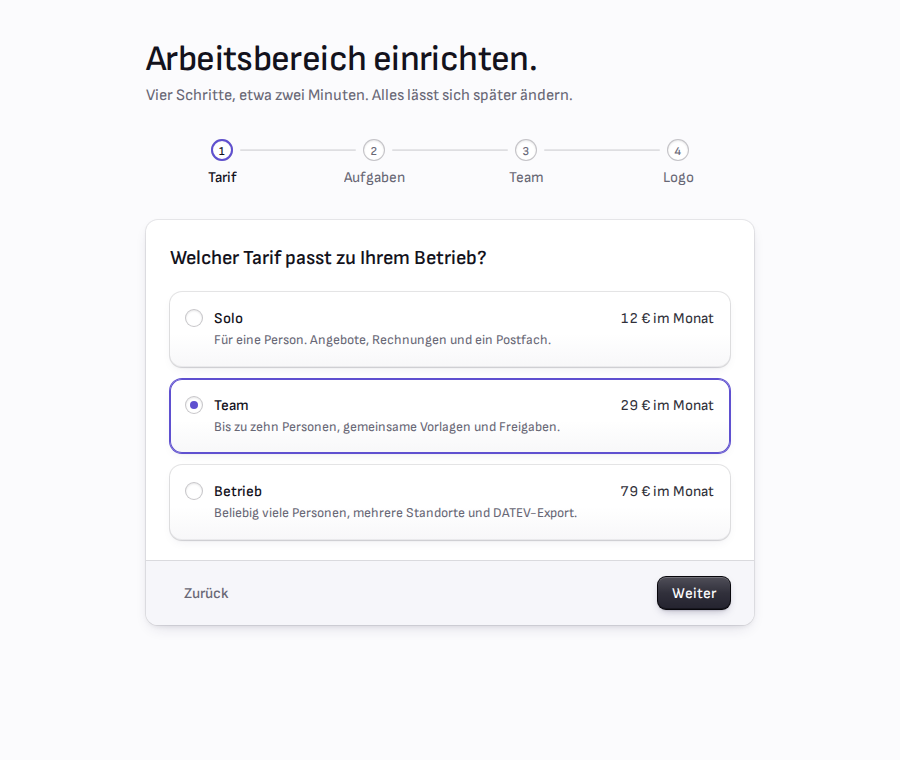 Arbeitsbereich einrichten.
Vier Schritte, etwa zwei Minuten. Alles lässt sich später ändern.
1 2 3 4
Tarif Aufgaben Team Logo
Welcher Tarif passt zu Ihrem Betrieb?
Solo 12 € im Monat
Für eine Person. Angebote, Rechnungen und ein Postfach.
Team 29 € im Monat
Bis zu zehn Personen, gemeinsame Vorlagen und Freigaben.
Betrieb 79 € im Monat
Beliebig viele Personen, mehrere Standorte und DATEV-Export.
Zurück Weiter